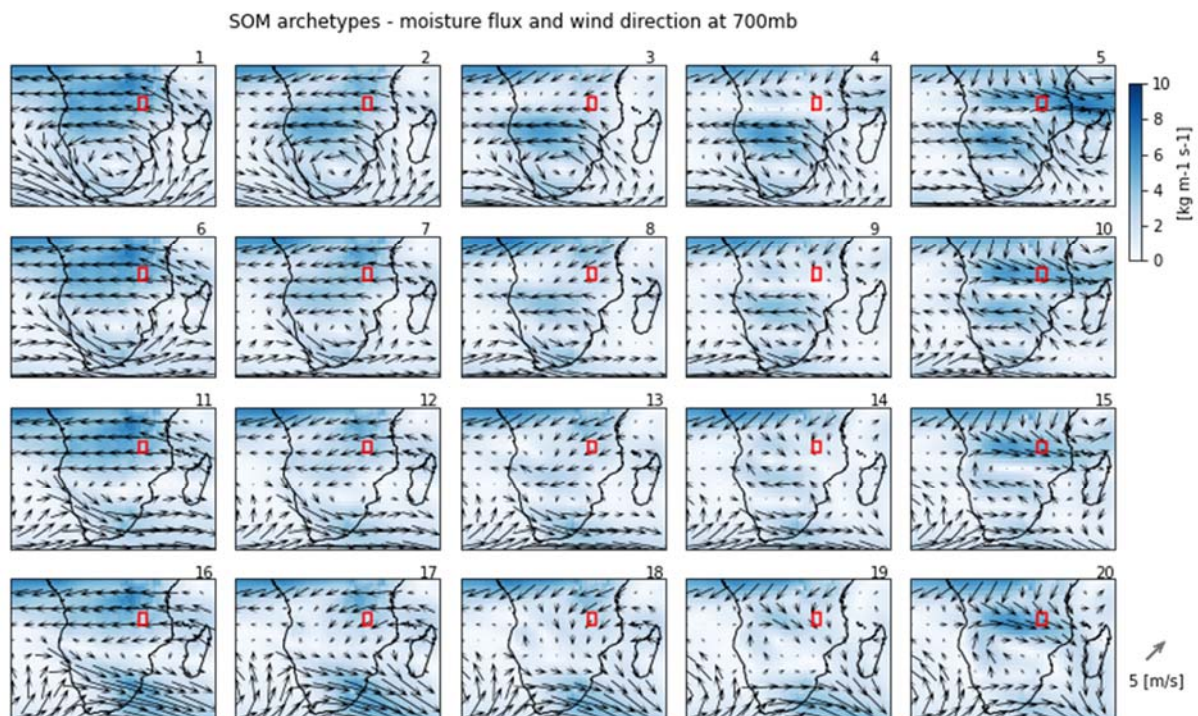 SOM archetypes - moisture flux and wind direction at 700mb
1 2 3 4 5
10
8
6
4
2
0
[kg m-1 s-1]
6 7 8 9 10
11 12 13 14 15
16 17 18 19 20
5 [m/s]